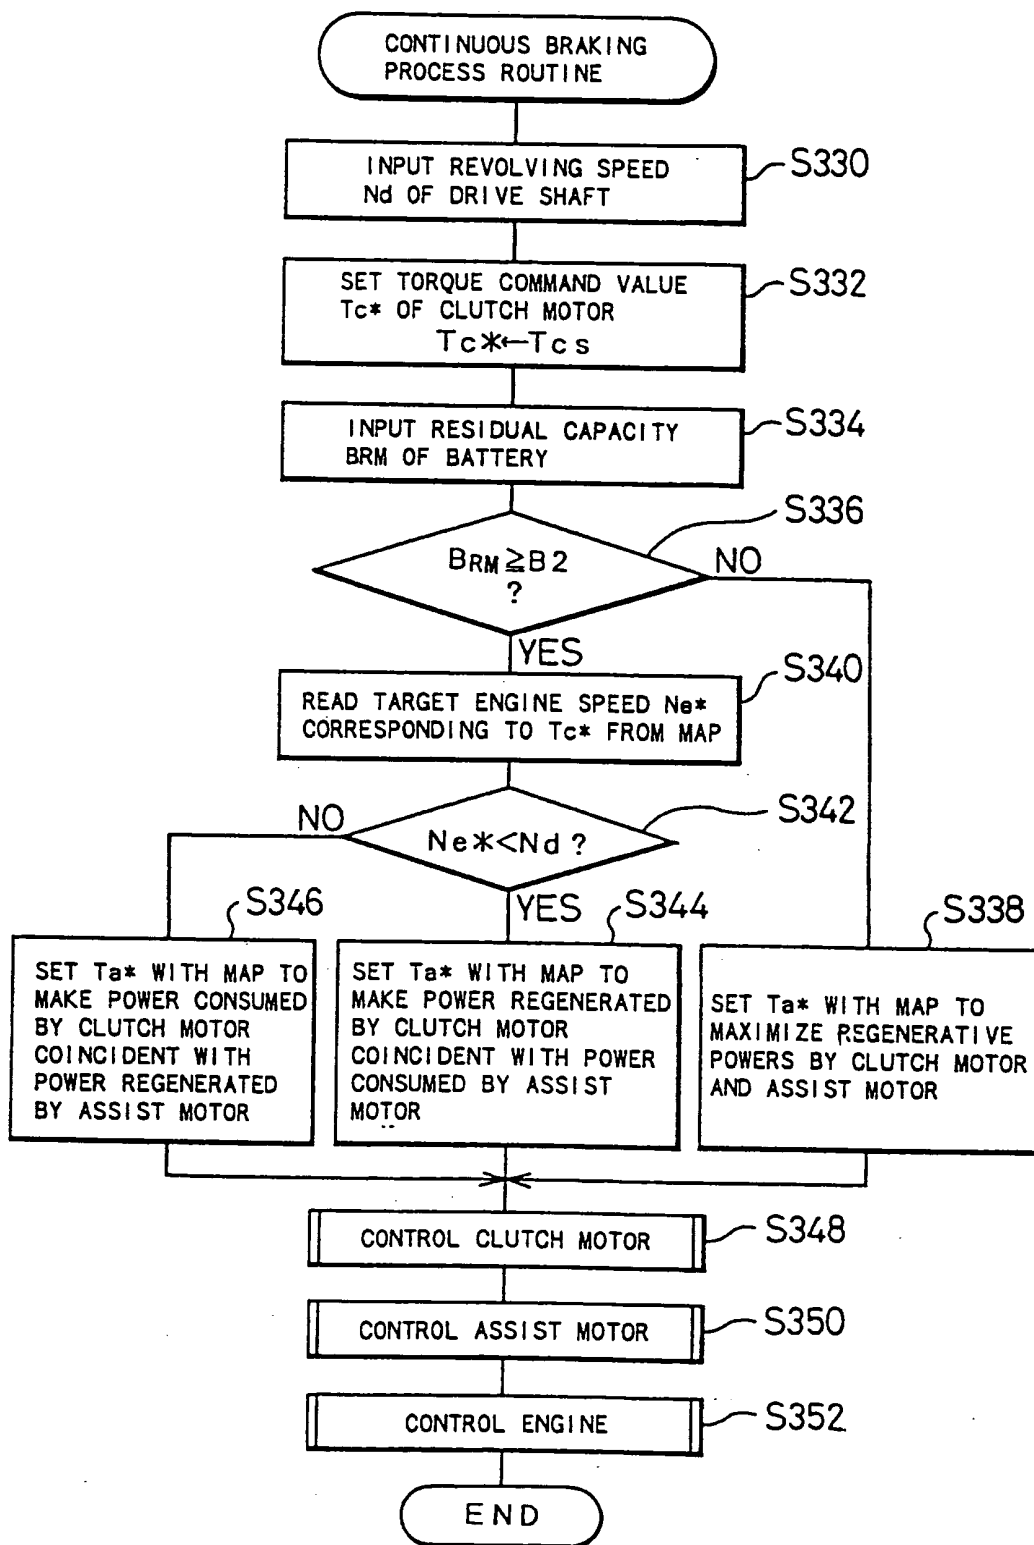 CONTINUOUS BRAKING
PROCESS ROUTINE
INPUT REVOLVING SPEED
Nd OF DRIVE SHAFT
S330
SET TORQUE COMMAND VALUE
Tc* OF CLUTCH MOTOR
Tc*←Tcs
S332
INPUT RESIDUAL CAPACITY
BRM OF BATTERY
S334
S336
BRM≧B2
?
NO
YES
S340
READ TARGET ENGINE SPEED Ne*
CORRESPONDING TO Tc* FROM MAP
S342
Ne*<Nd?
NO
YES
S346
SET Ta* WITH MAP TO
MAKE POWER CONSUMED
BY CLUTCH MOTOR
COINCIDENT WITH
POWER REGENERATED
BY ASSIST MOTOR
S344
SET Ta* WITH MAP TO
MAKE POWER REGENERATED
BY CLUTCH MOTOR
COINCIDENT WITH POWER
CONSUMED BY ASSIST
MOTOR
S338
SET Ta* WITH MAP TO
MAXIMIZE REGENERATIVE
POWERS BY CLUTCH MOTOR
AND ASSIST MOTOR
CONTROL CLUTCH MOTOR
S348
CONTROL ASSIST MOTOR
S350
CONTROL ENGINE
S352
END